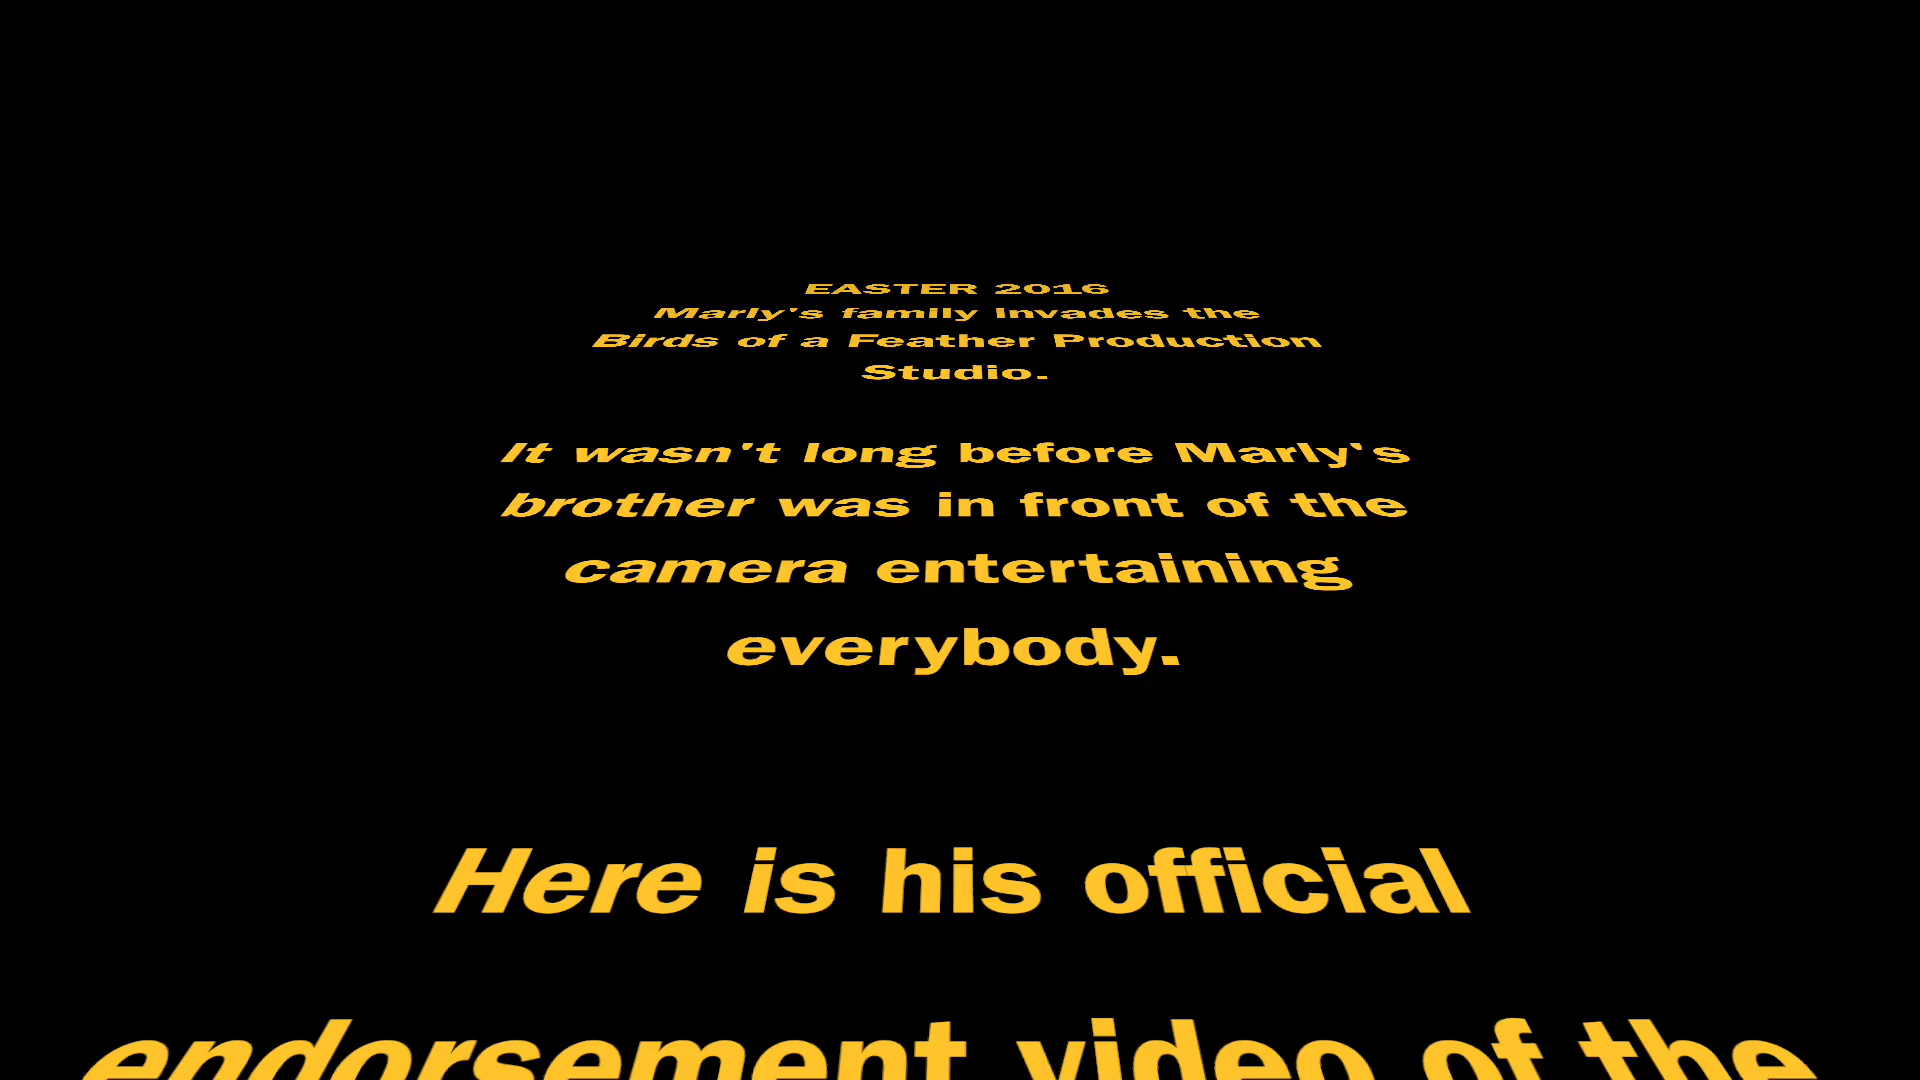 EASTER 2016
Marly's family invades the
Birds of a Feather Production
Studio.
It wasn't long before Marly's
brother was in front of the
camera entertaining
everybody.
Here is his official
endorsement video of the